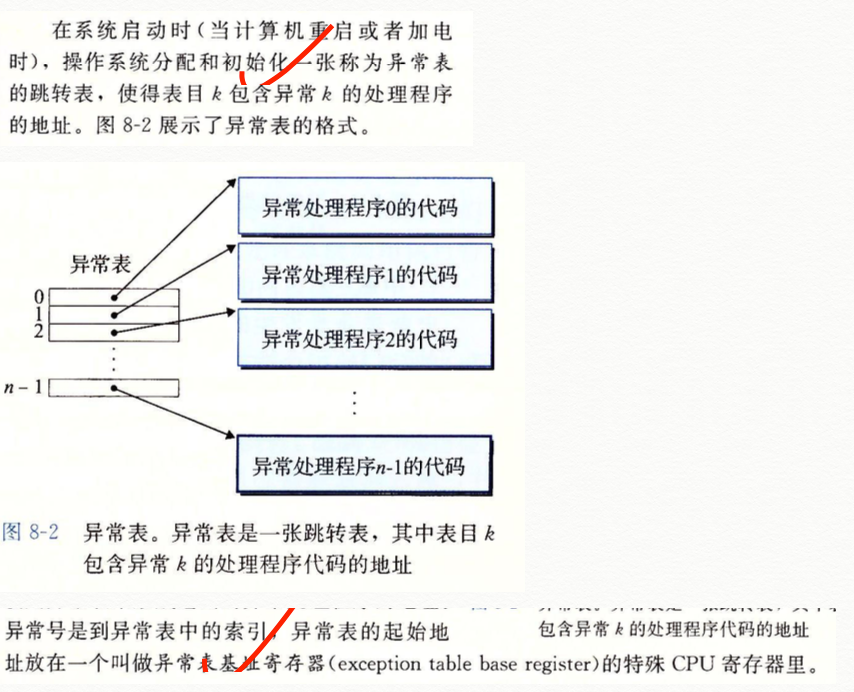 在系统启动时(当计算机重启或者加电
时)，操作系统分配和初始化一张称为异常表
的跳转表，使得表目 k 包含异常 k 的处理程序
的地址。图 8-2 展示了异常表的格式。
异常处理程序0的代码
异常处理程序1的代码
异常表
0
1
2
异常处理程序2的代码
n-1
异常处理程序n-1的代码
图 8-2 异常表。异常表是一张跳转表，其中表目 k
包含异常 k 的处理程序代码的地址
异常号是到异常表中的索引，异常表的起始地
包含异常 k 的处理程序代码的地址
址放在一个叫做异常表基址寄存器(exception table base register)的特殊 CPU 寄存器里。